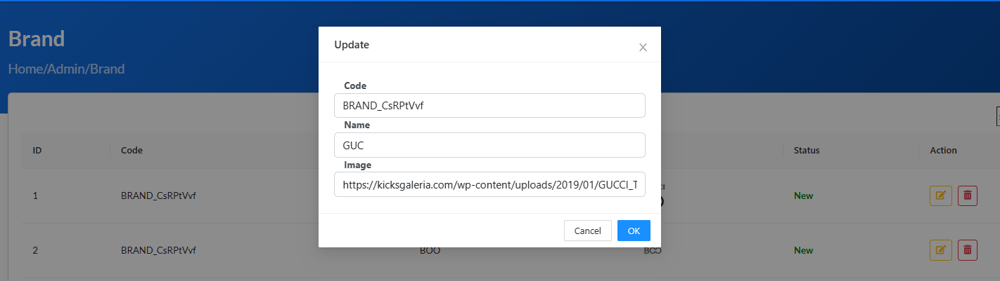 Brand
Home/Admin/Brand
Update
Code
BRAND_CsRPtVvf
Name
GUC
Image
https://kicksgaleria.com/wp-content/uploads/2019/01/GUCCI_T
Cancel
OK
ID Code Status Action
1 BRAND_CsRPtVvf New
2 BRAND_CsRPtVvf BOO BOO New